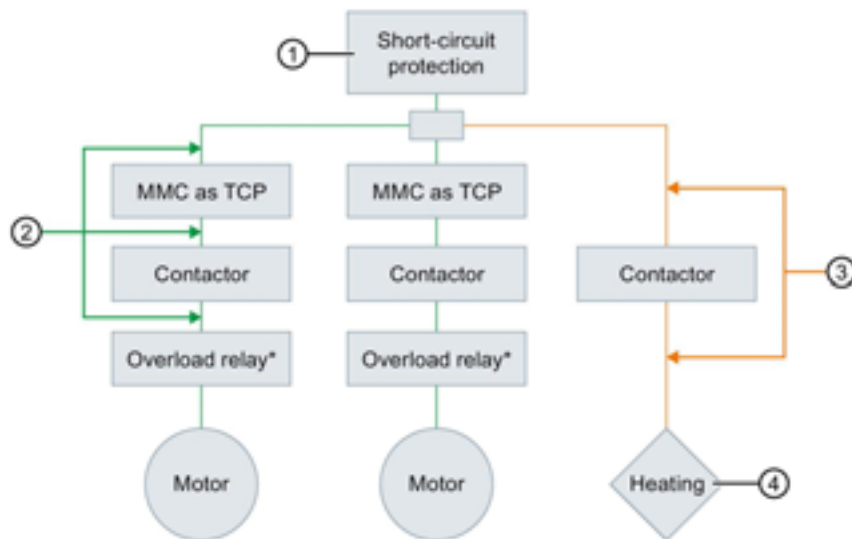 1
Short-circuit
protection
MMC as TCP
MMC as TCP
2
Contactor
Contactor
Contactor
3
Overload relay*
Overload relay*
Motor
Motor
Heating
4